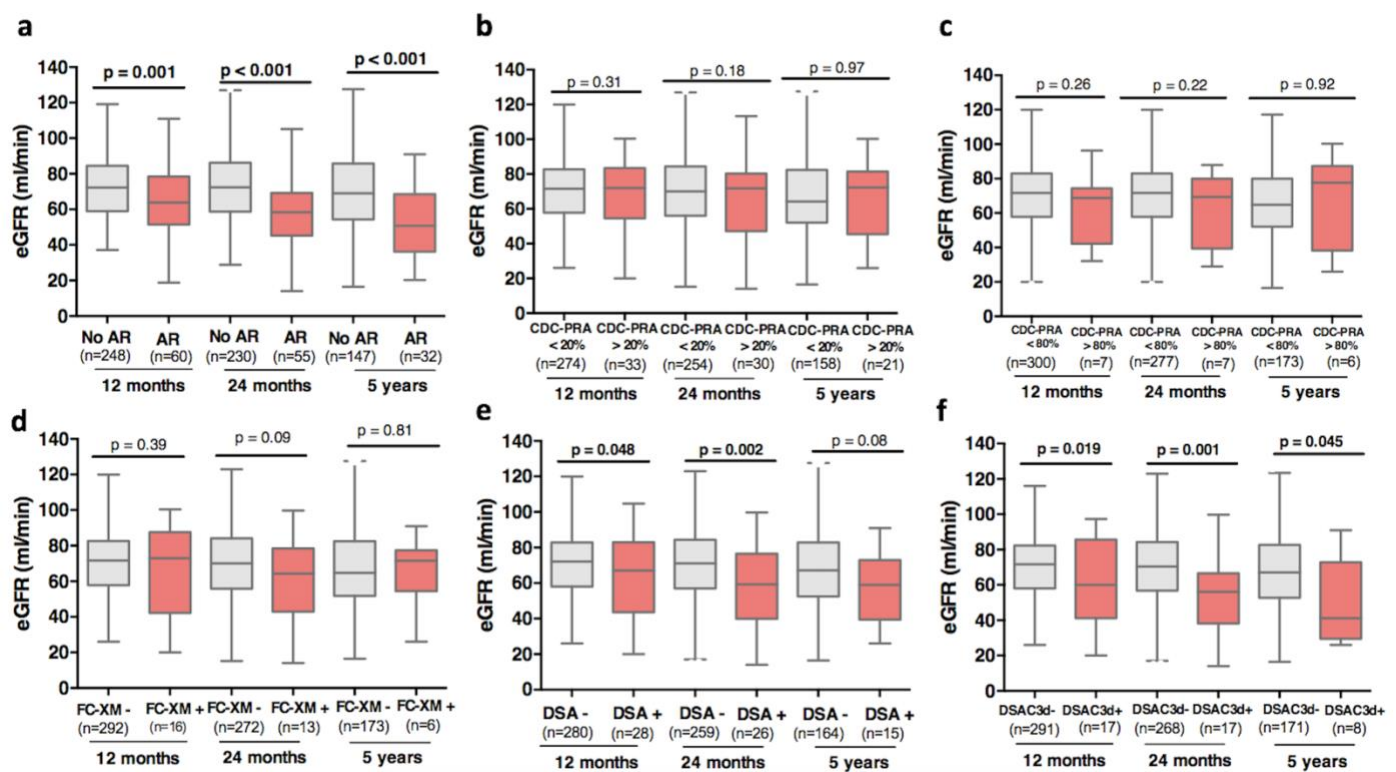 a
p = 0.001 p < 0.001 p < 0.001
140
120
100
80
60
40
20
0
eGFR (ml/min)
No AR AR No AR AR No AR AR
(n=248) (n=60) (n=230) (n=55) (n=147) (n=32)
12 months 24 months 5 years
b
p = 0.31 p = 0.18 p = 0.97
140
120
100
80
60
40
20
0
eGFR (ml/min)
CDC-PRA CDC-PRA CDC-PRA CDC-PRA CDC-PRA CDC-PRA
< 20% > 20% < 20% > 20% < 20% > 20%
(n=274) (n=33) (n=254) (n=30) (n=158) (n=21)
12 months 24 months 5 years
c
p = 0.26 p = 0.22 p = 0.92
140
120
100
80
60
40
20
0
eGFR (ml/min)
CDC-PRA CDC-PRA CDC-PRA CDC-PRA CDC-PRA CDC-PRA
< 80% > 80% < 80% > 80% < 80% > 80%
(n=300) (n=7) (n=277) (n=7) (n=173) (n=6)
12 months 24 months 5 years
d
p = 0.39 p = 0.09 p = 0.81
140
120
100
80
60
40
20
0
eGFR (ml/min)
FC-XM - FC-XM + FC-XM - FC-XM + FC-XM - FC-XM +
(n=292) (n=16) (n=272) (n=13) (n=173) (n=6)
12 months 24 months 5 years
e
p = 0.048 p = 0.002 p = 0.08
140
120
100
80
60
40
20
0
eGFR (ml/min)
DSA - DSA + DSA - DSA + DSA - DSA +
(n=280) (n=28) (n=259) (n=26) (n=164) (n=15)
12 months 24 months 5 years
f
p = 0.019 p = 0.001 p = 0.045
140
120
100
80
60
40
20
0
eGFR (ml/min)
DSAC3d- DSAC3d+ DSAC3d- DSAC3d+ DSAC3d- DSAC3d+
(n=291) (n=17) (n=268) (n=17) (n=171) (n=8)
12 months 24 months 5 years